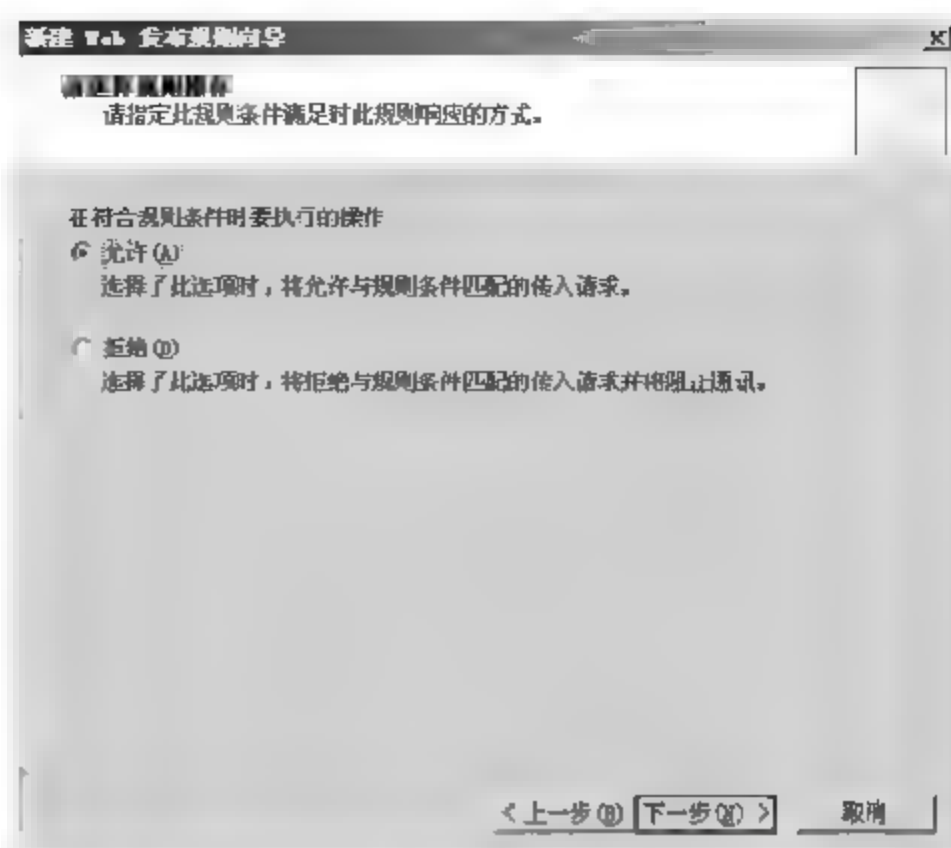 新建 Web 发布规则向导
请选择规则操作
请指定此规则条件满足时此规则响应的方式。
在符合规则条件时要执行的操作
允许(A)
选择了此选项时，将允许与规则条件匹配的传入请求。
拒绝(D)
选择了此选项时，将拒绝与规则条件匹配的传入请求并将阻止通讯。
< 上一步(B) 下一步(N) > 取消